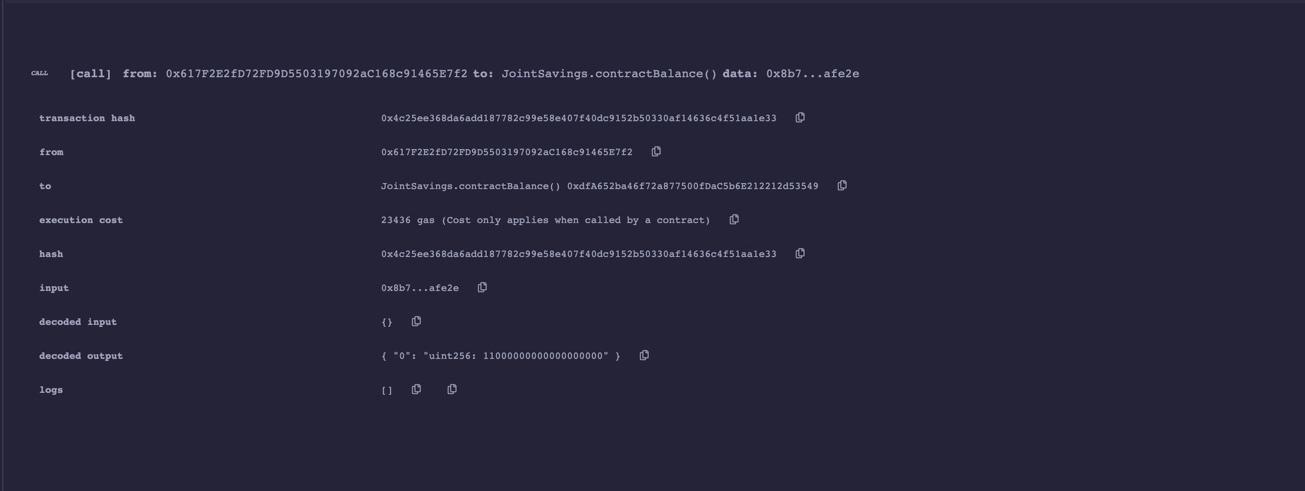 CALL [call] from: 0x617F2E2fD72FD9D5503197092aC168c91465E7f2 to: JointSavings.contractBalance() data: 0x8b7...afe2e
transaction hash 0x4c25ee368da6add187782c99e58e407f40dc9152b50330af14636c4f51aa1e33
from 0x617F2E2fD72FD9D5503197092aC168c91465E7f2
to JointSavings.contractBalance() 0xdfA652ba46f72a877500fDaC5b6E212212d53549
execution cost 23436 gas (Cost only applies when called by a contract)
hash 0x4c25ee368da6add187782c99e58e407f40dc9152b50330af14636c4f51aa1e33
input 0x8b7...afe2e
decoded input {}
decoded output { "0": "uint256: 11000000000000000000" }
logs []